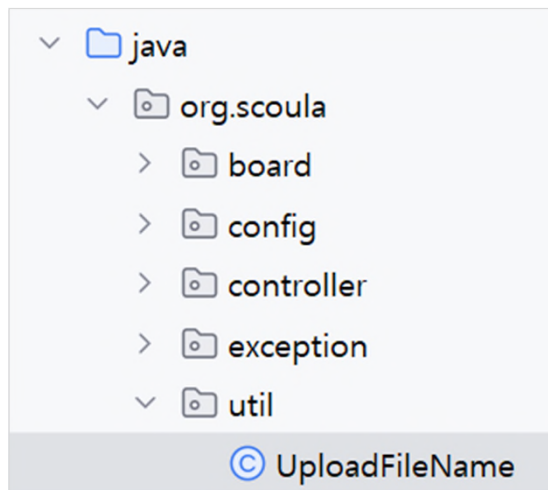 java
org.scoula
board
config
controller
exception
util
C UploadFileName